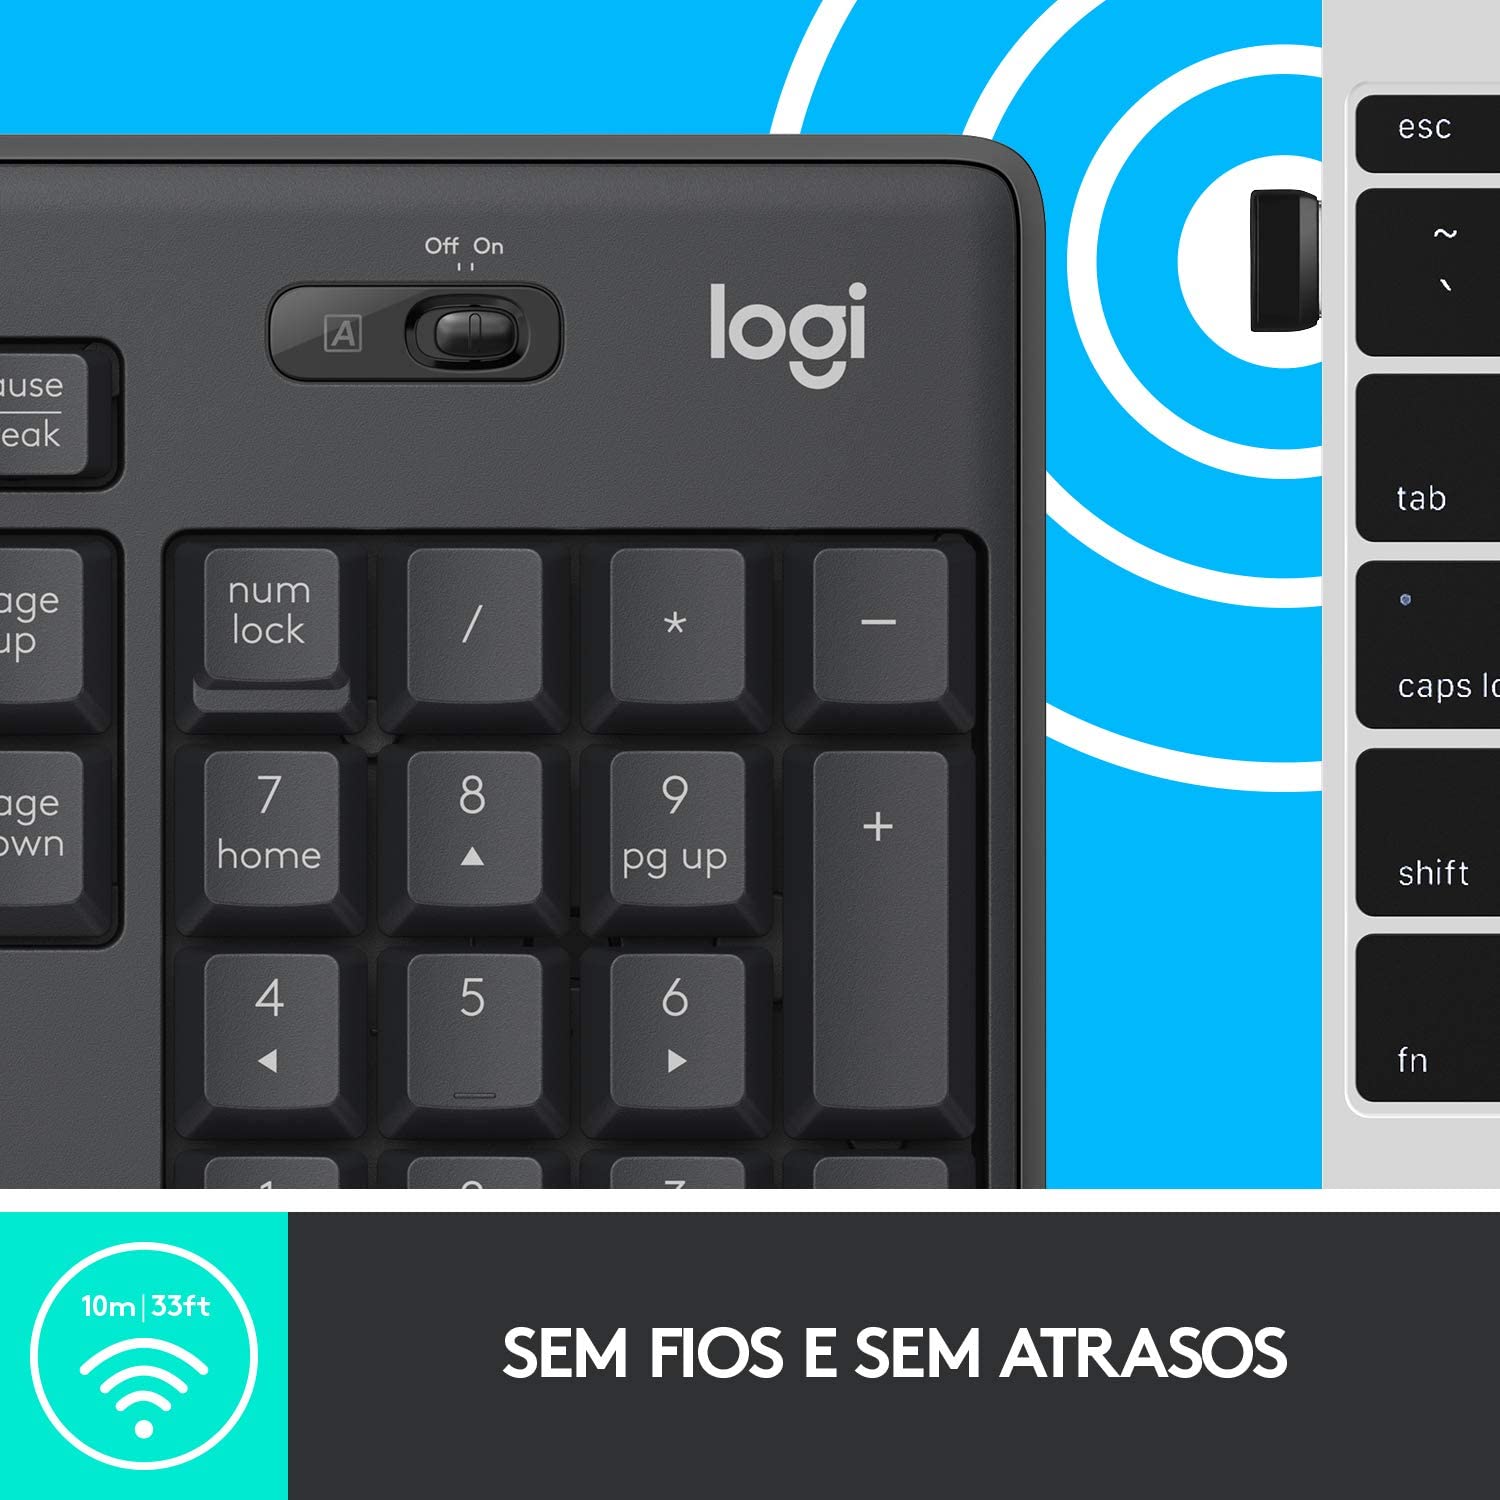 Off On
A
logi
esc
~
`
tab
caps
shift
fn
num
lock
/
*
−
7
home
8
9
pg up
+
4
5
6
up
10m|33ft
SEM FIOS E SEM ATRASOS